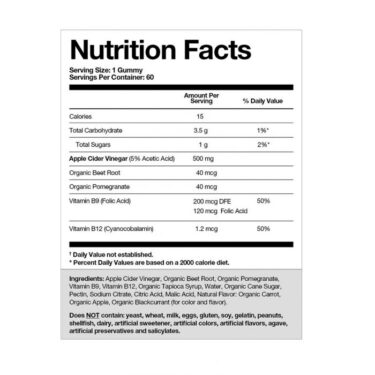 Nutrition Facts
Serving Size: 1 Gummy
Servings Per Container: 60
Amount Per Serving % Daily Value
Calories 15
Total Carbohydrate 3.5 g 1%*
Total Sugars 1 g 2%*
Apple Cider Vinegar (5% Acetic Acid) 500 mg
Organic Beet Root 40 mcg
Organic Pomegranate 40 mcg
Vitamin B9 (Folic Acid) 200 mcg DFE 50%
120 mcg Folic Acid
Vitamin B12 (Cyanocobalamin) 1.2 mcg 50%
† Daily Value not established.
* Percent Daily Values are based on a 2000 calorie diet.
Ingredients: Apple Cider Vinegar, Organic Beet Root, Organic Pomegranate,
Vitamin B9, Vitamin B12, Organic Tapioca Syrup, Water, Organic Cane Sugar,
Pectin, Sodium Citrate, Citric Acid, Malic Acid, Natural Flavor: Organic Carrot,
Organic Apple, Organic Blackcurrant (for color and flavor).
Does NOT contain: yeast, wheat, milk, eggs, gluten, soy, gelatin, peanuts,
shellfish, dairy, artificial sweetener, artificial colors, artificial flavors, agave,
artificial preservatives and salicylates.